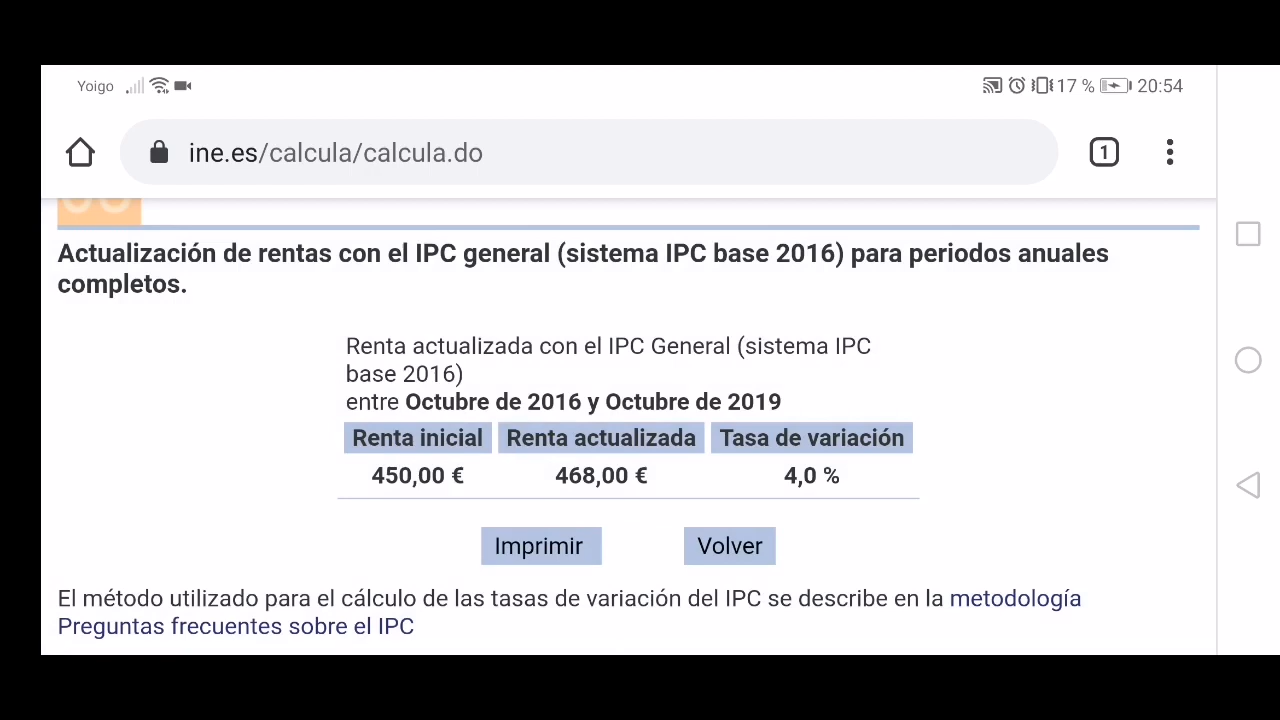 Yoigo 17 % 20:54
ine.es/calcula/calcula.do 1
Actualización de rentas con el IPC general (sistema IPC base 2016) para periodos anuales
completos.
Renta actualizada con el IPC General (sistema IPC
base 2016)
entre Octubre de 2016 y Octubre de 2019
Renta inicial Renta actualizada Tasa de variación
450,00 € 468,00 € 4,0 %
Imprimir Volver
El método utilizado para el cálculo de las tasas de variación del IPC se describe en la metodología
Preguntas frecuentes sobre el IPC